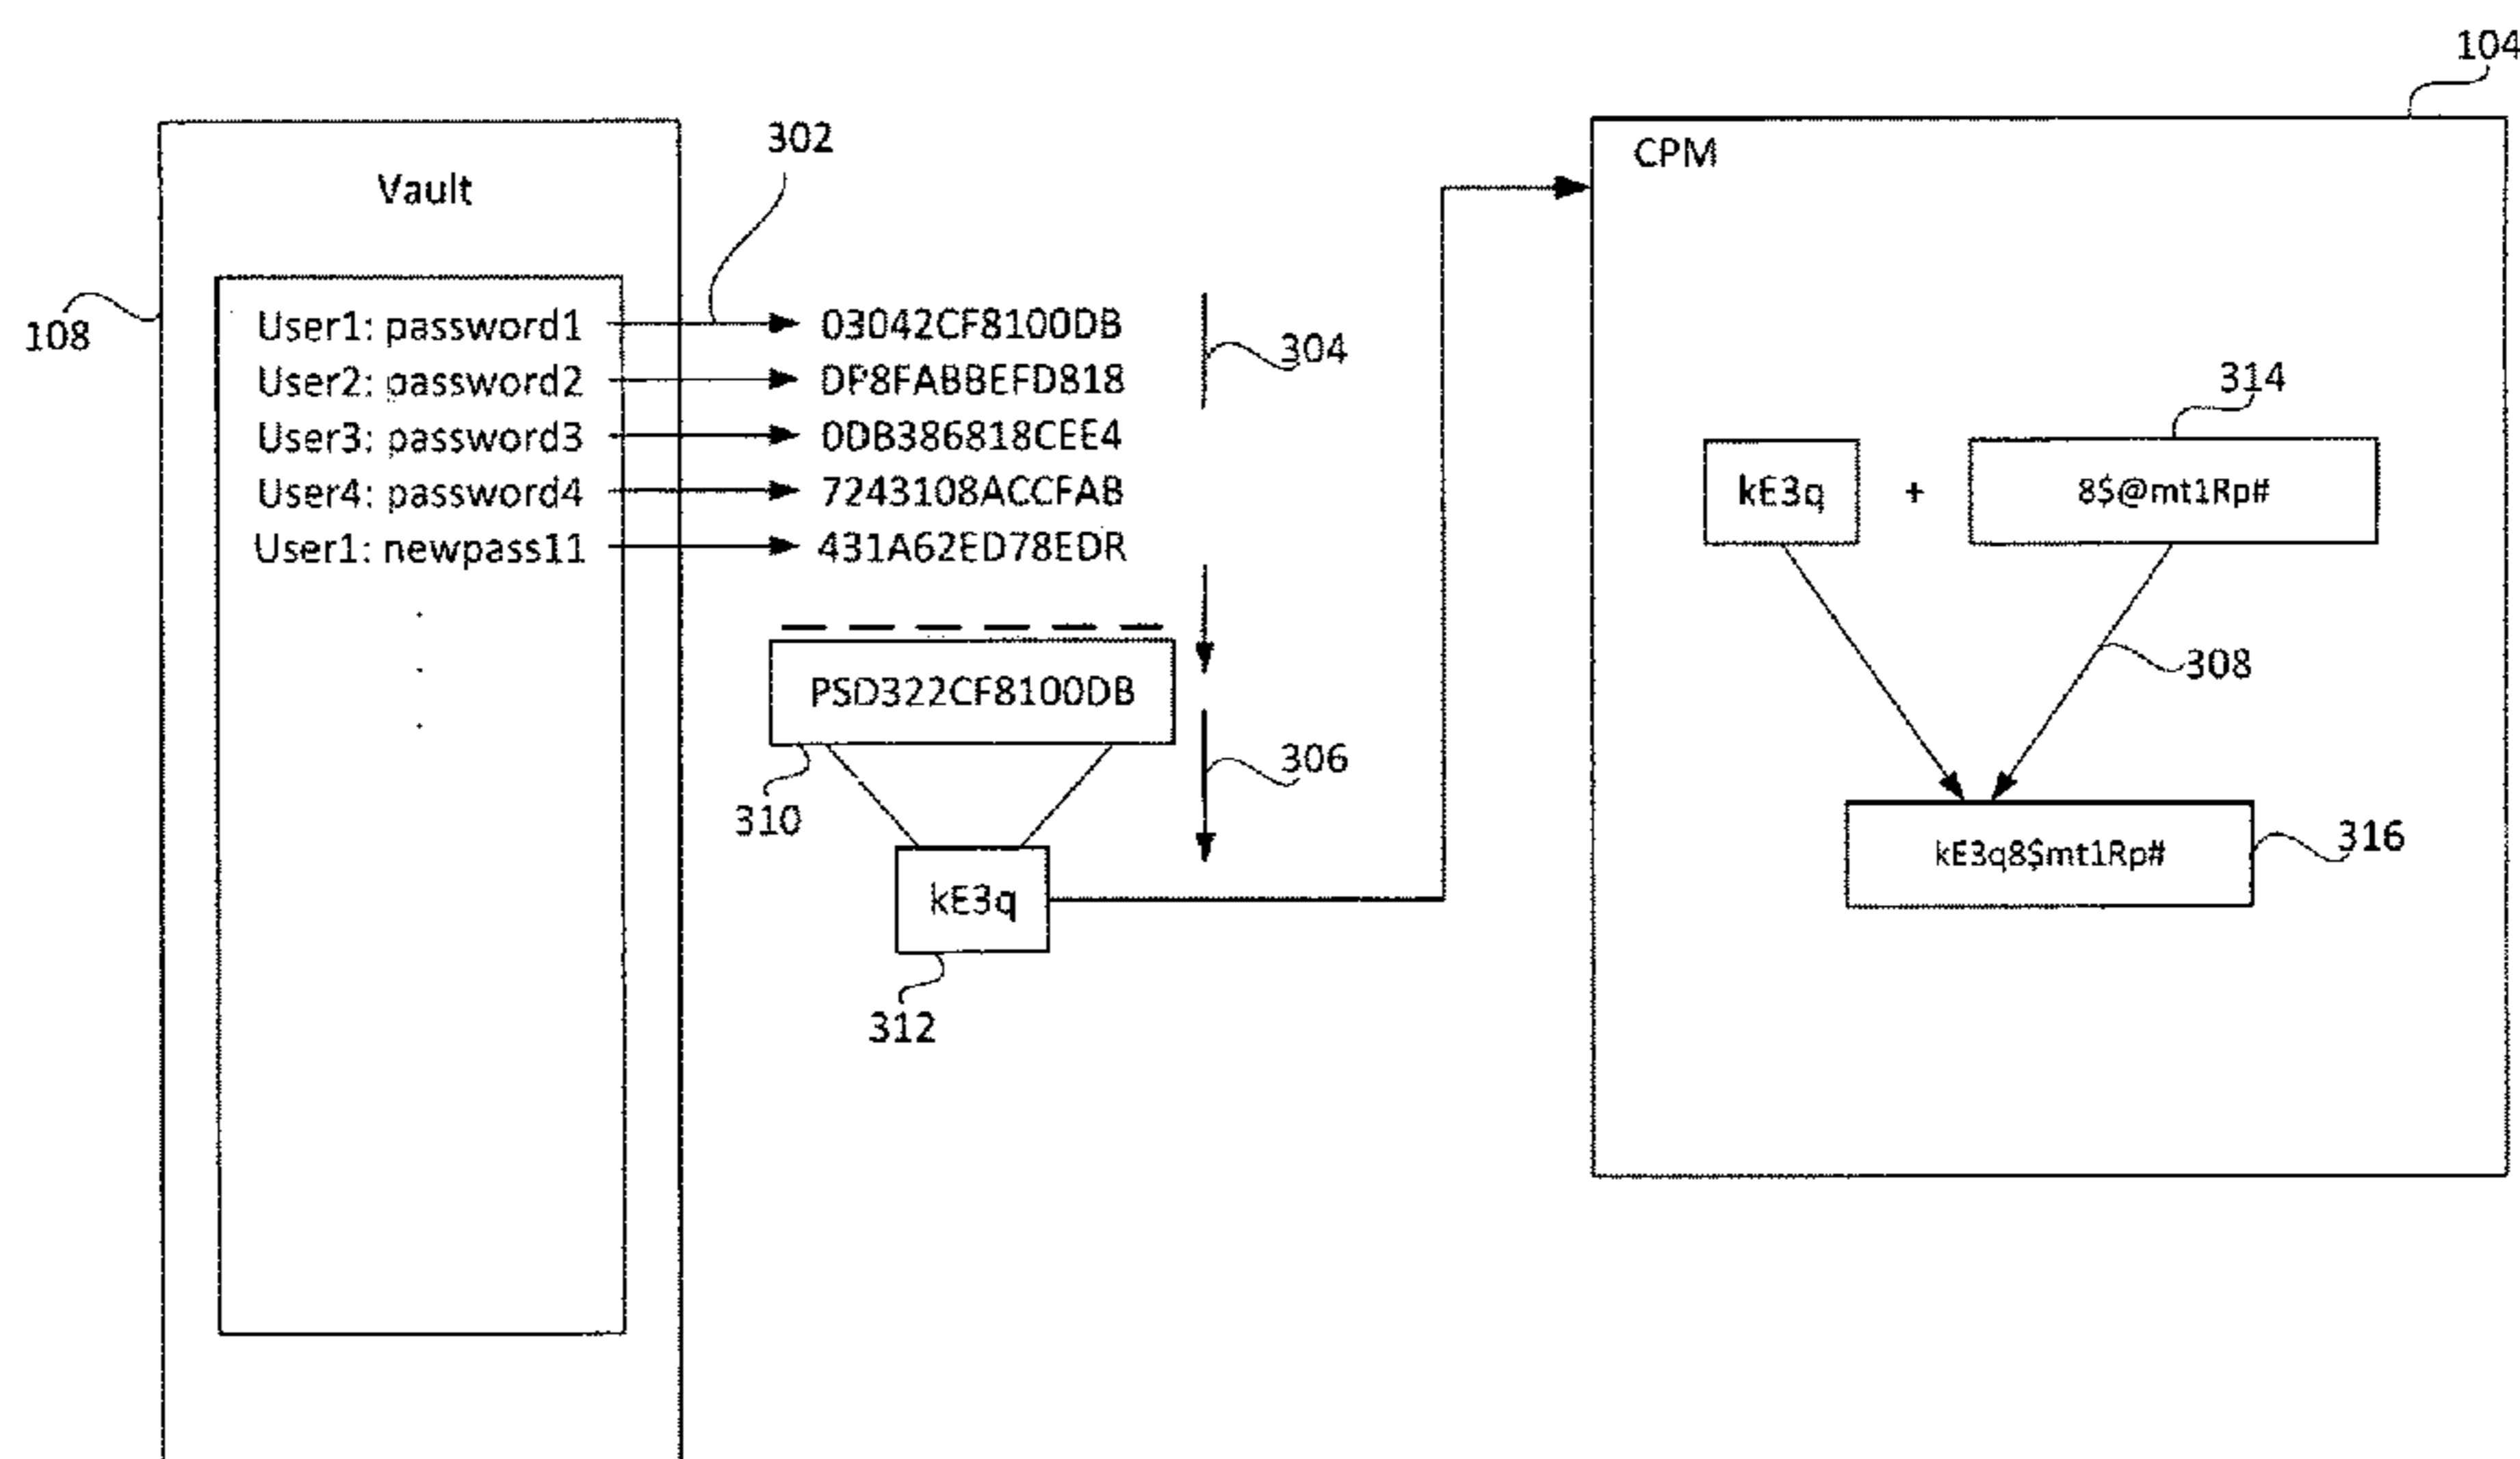 104
CPM
302
Vault
108
User1: password1
03042CF8100DB
304
User2: password2
DF8FABBEFD818
User3: password3
0DB386818CEE4
User4: password4
7243108ACCFAB
User1: newpass11
431A62ED78EDR
314
kE3q
+
8$@mt1Rp#
308
PSD322CF8100DB
306
310
kE3q
312
kE3q8$mt1Rp#
316